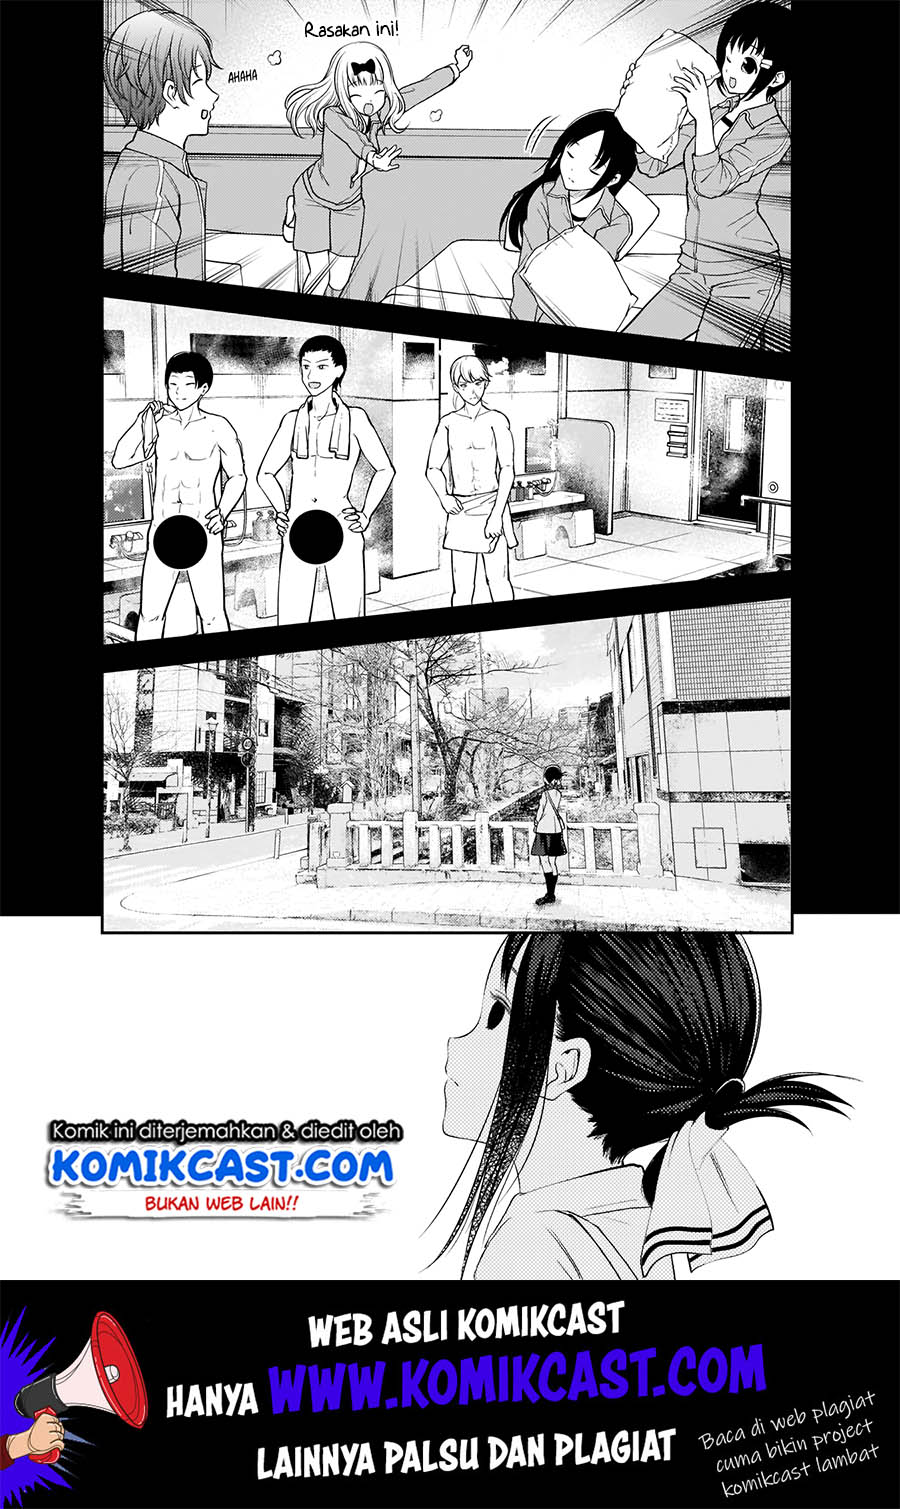 Rasakan ini!
AHAHA
Komik ini diterjemahkan & diedit oleh
KOMIKCAST.COM
BUKAN WEB LAIN!!
WEB ASLI KOMIKCAST
HANYA WWW.KOMIKCAST.COM
LAINNYA PALSU DAN PLAGIAT
Baca di web plagiat
cuma bikin project
komikcast lambat